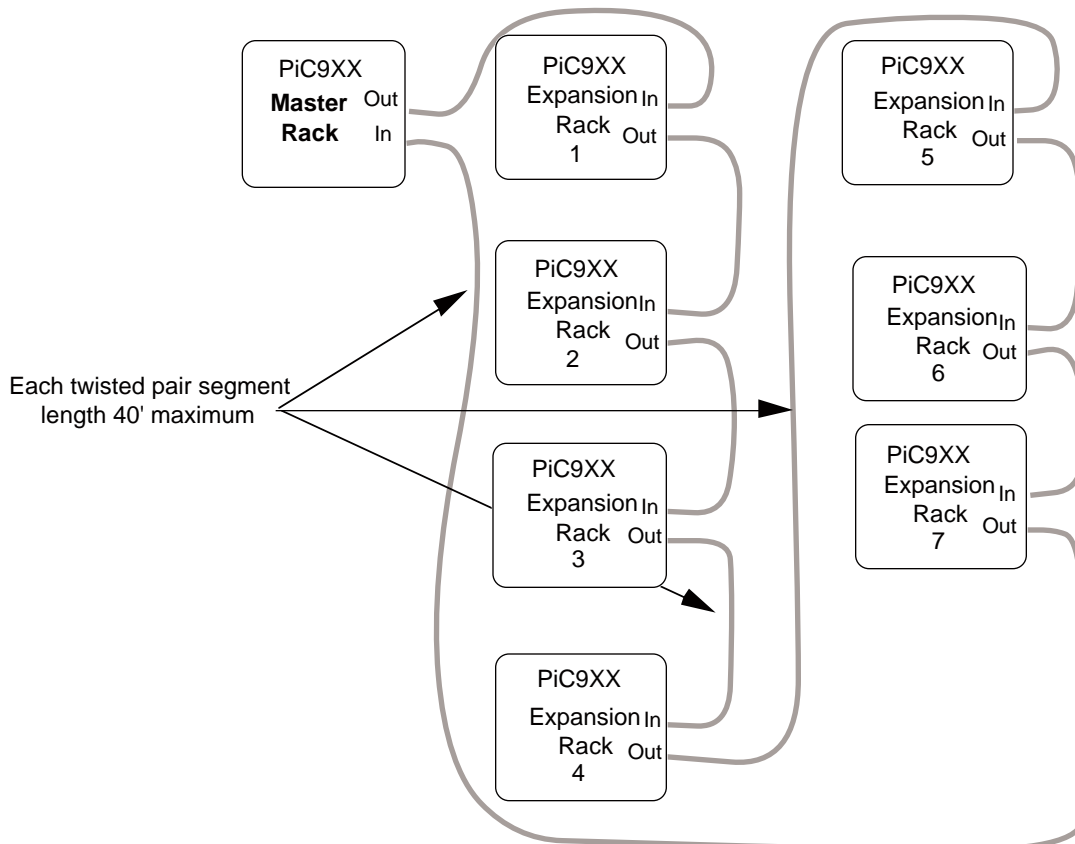 PiC9XX
Master
Rack
Out
In
PiC9XX
Expansion In
Rack
Out
1
PiC9XX
Expansion In
Rack
Out
2
PiC9XX
Expansion In
Rack
Out
3
PiC9XX
Expansion In
Rack
Out
4
PiC9XX
Expansion In
Rack
Out
5
PiC9XX
Expansion In
Rack
Out
6
PiC9XX
Expansion In
Rack
Out
7
Each twisted pair segment
length 40' maximum